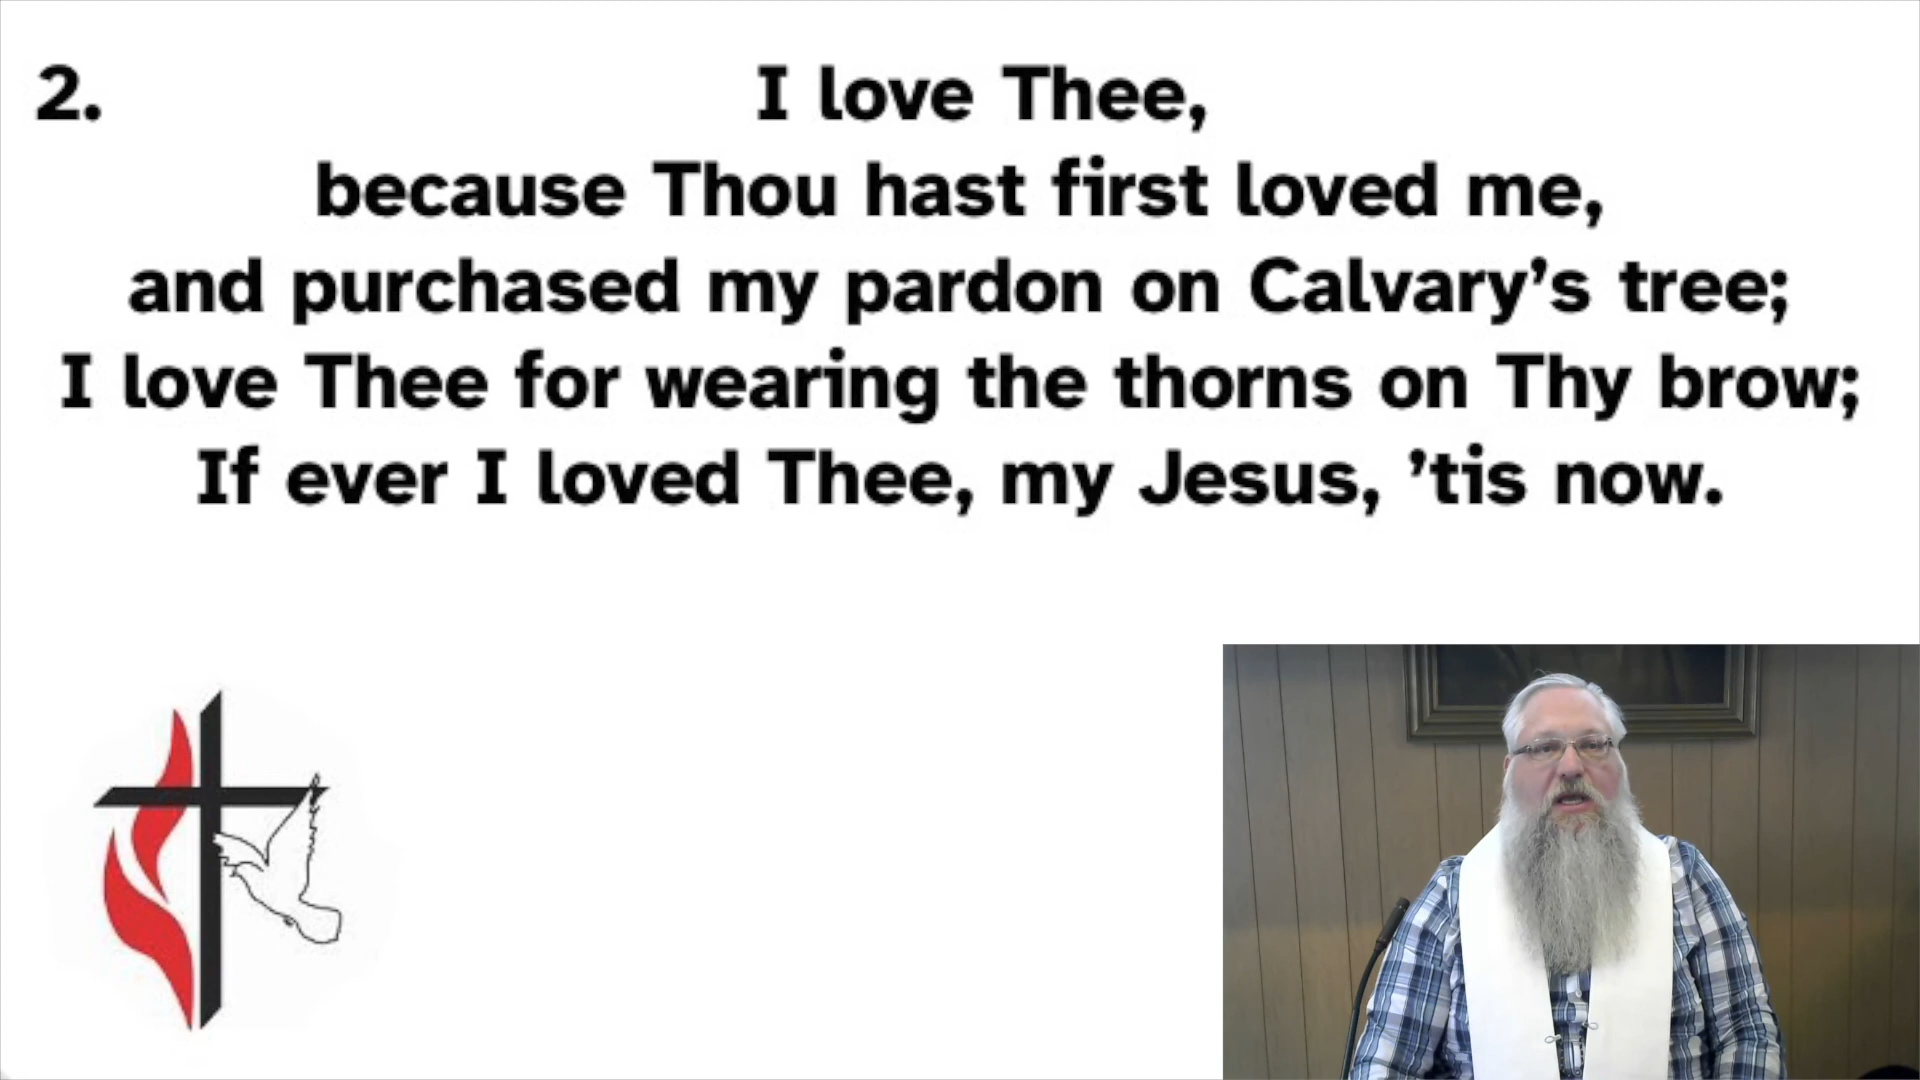 2. I love Thee,
because Thou hast first loved me,
and purchased my pardon on Calvary’s tree;
I love Thee for wearing the thorns on Thy brow;
If ever I loved Thee, my Jesus, ’tis now.